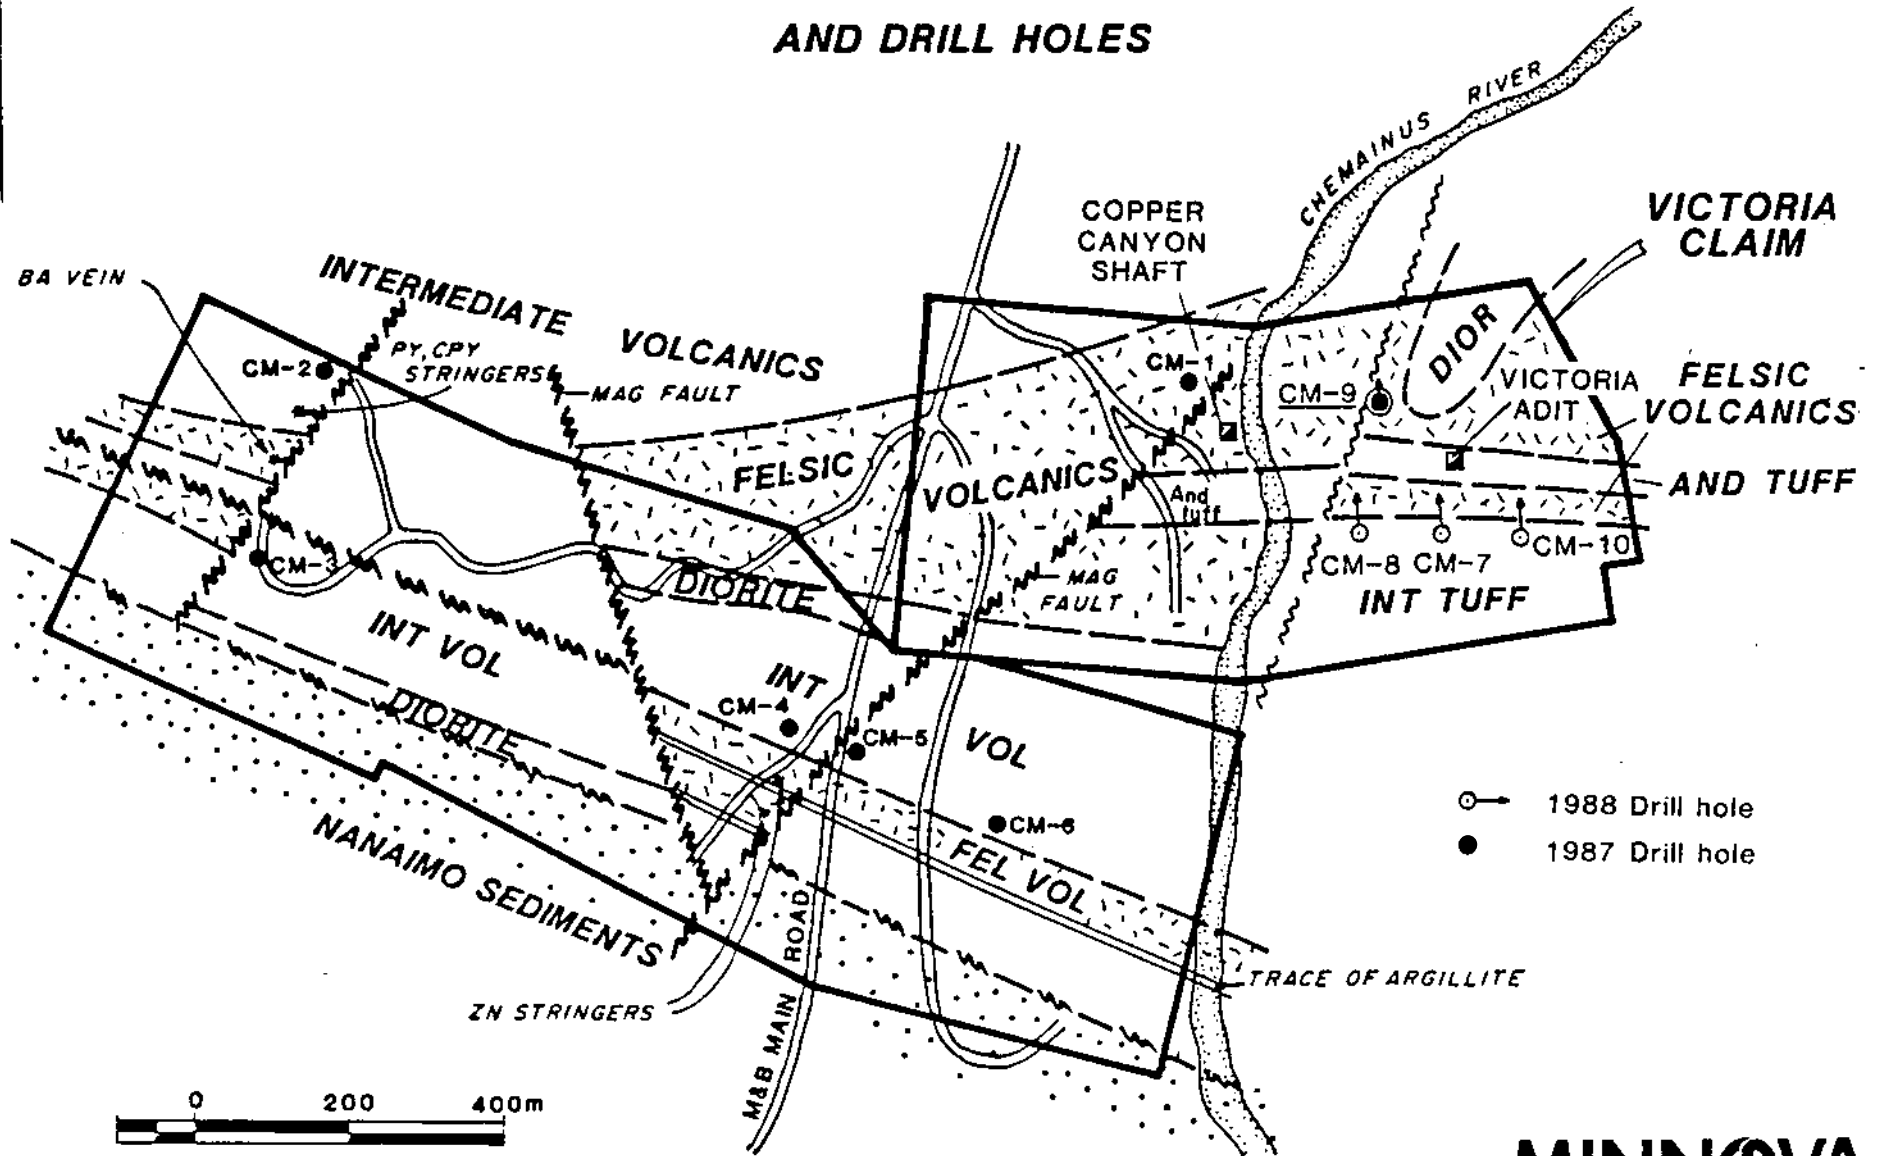 AND DRILL HOLES
CHEMAINUS RIVER
COPPER
CANYON
SHAFT
VICTORIA
CLAIM
BA VEIN
INTERMEDIATE VOLCANICS
PY, CPY
STRINGERS
CM-2
MAG FAULT
CM-1
CM-9
DIOR
VICTORIA
ADIT
FELSIC
VOLCANICS
FELSIC VOLCANICS
AND TUFF
And
tuff
CM-3
DIORITE
MAG
FAULT
CM-8 CM-7
CM-10
INT TUFF
INT VOL
INT VOL
CM-4
CM-5
DIORITE
CM-6
FEL VOL
NANAIMO SEDIMENTS
1988 Drill hole
1987 Drill hole
TRACE OF ARGILLITE
ZN STRINGERS
M&B MAIN ROAD
0 200 400m
MINNOVA